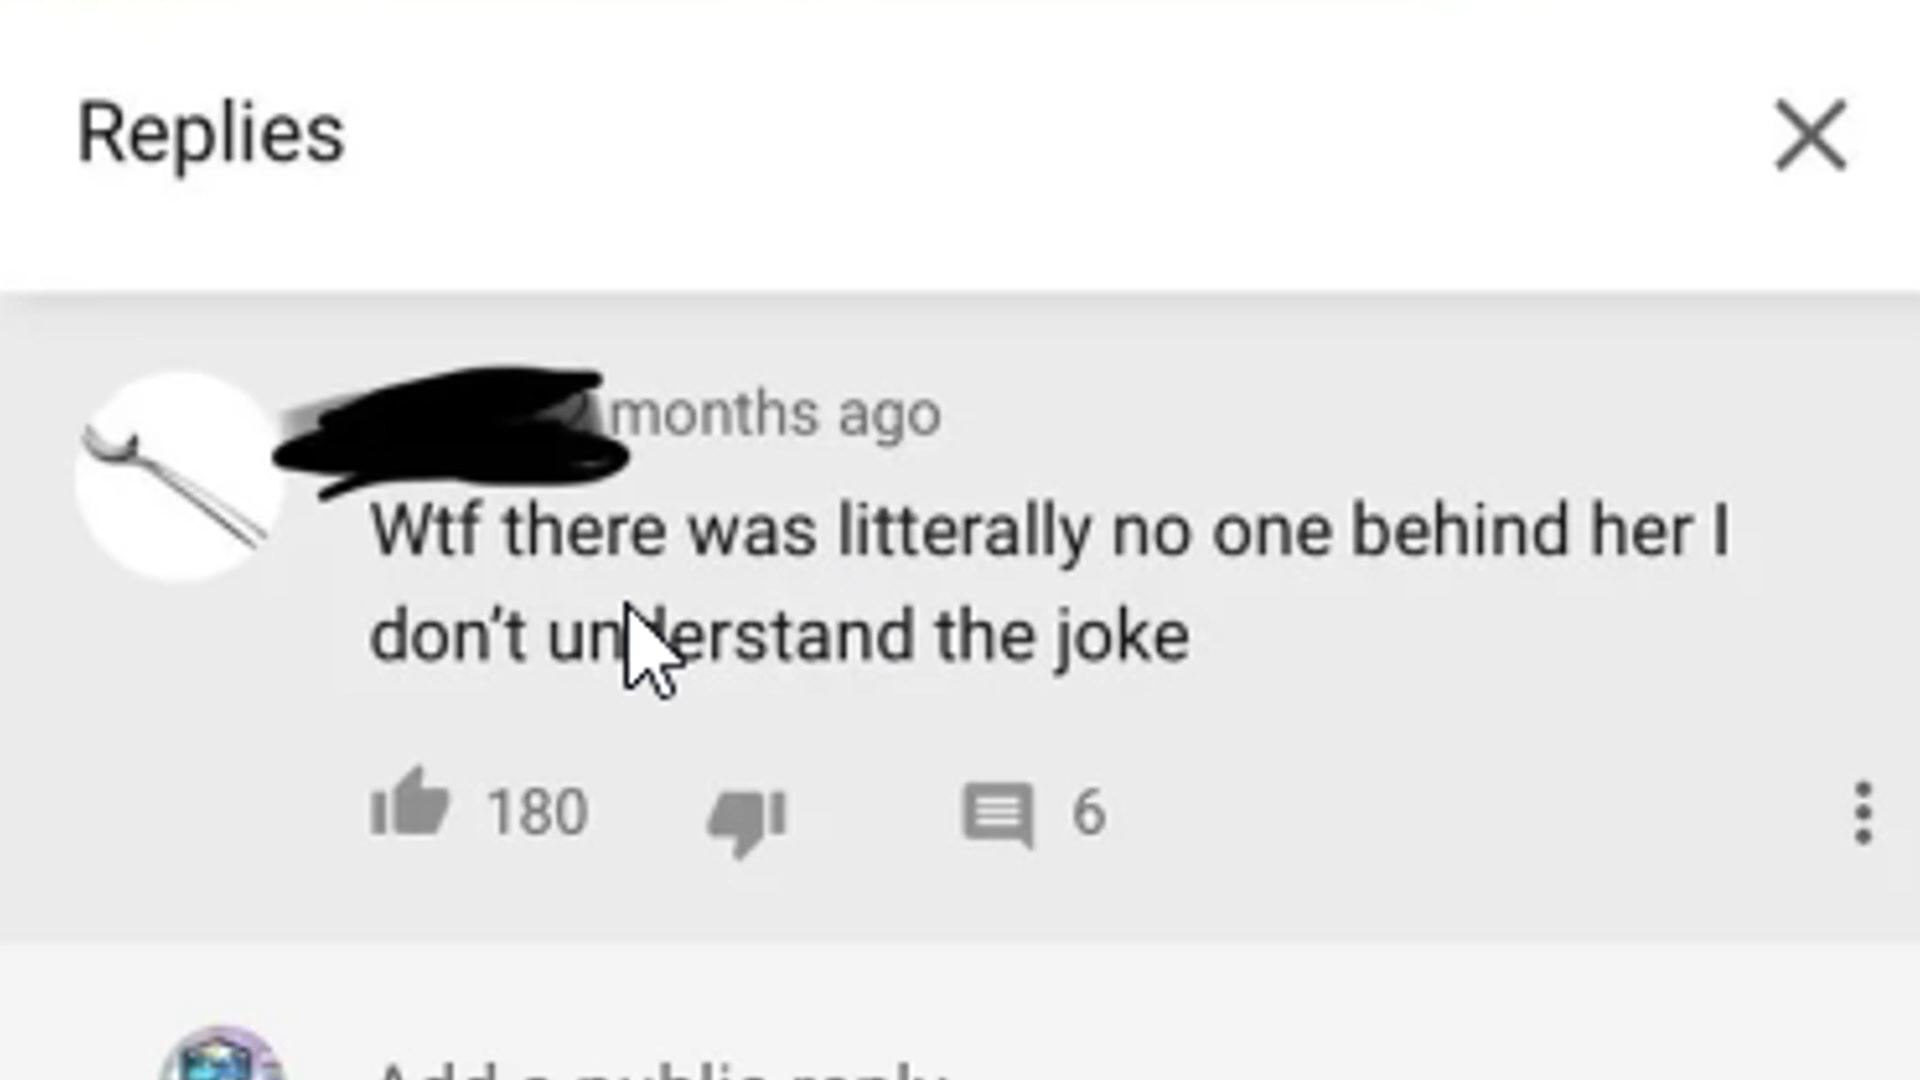 Replies
months ago
Wtf there was litterally no one behind her I
don't understand the joke
180 6
Add a public reply